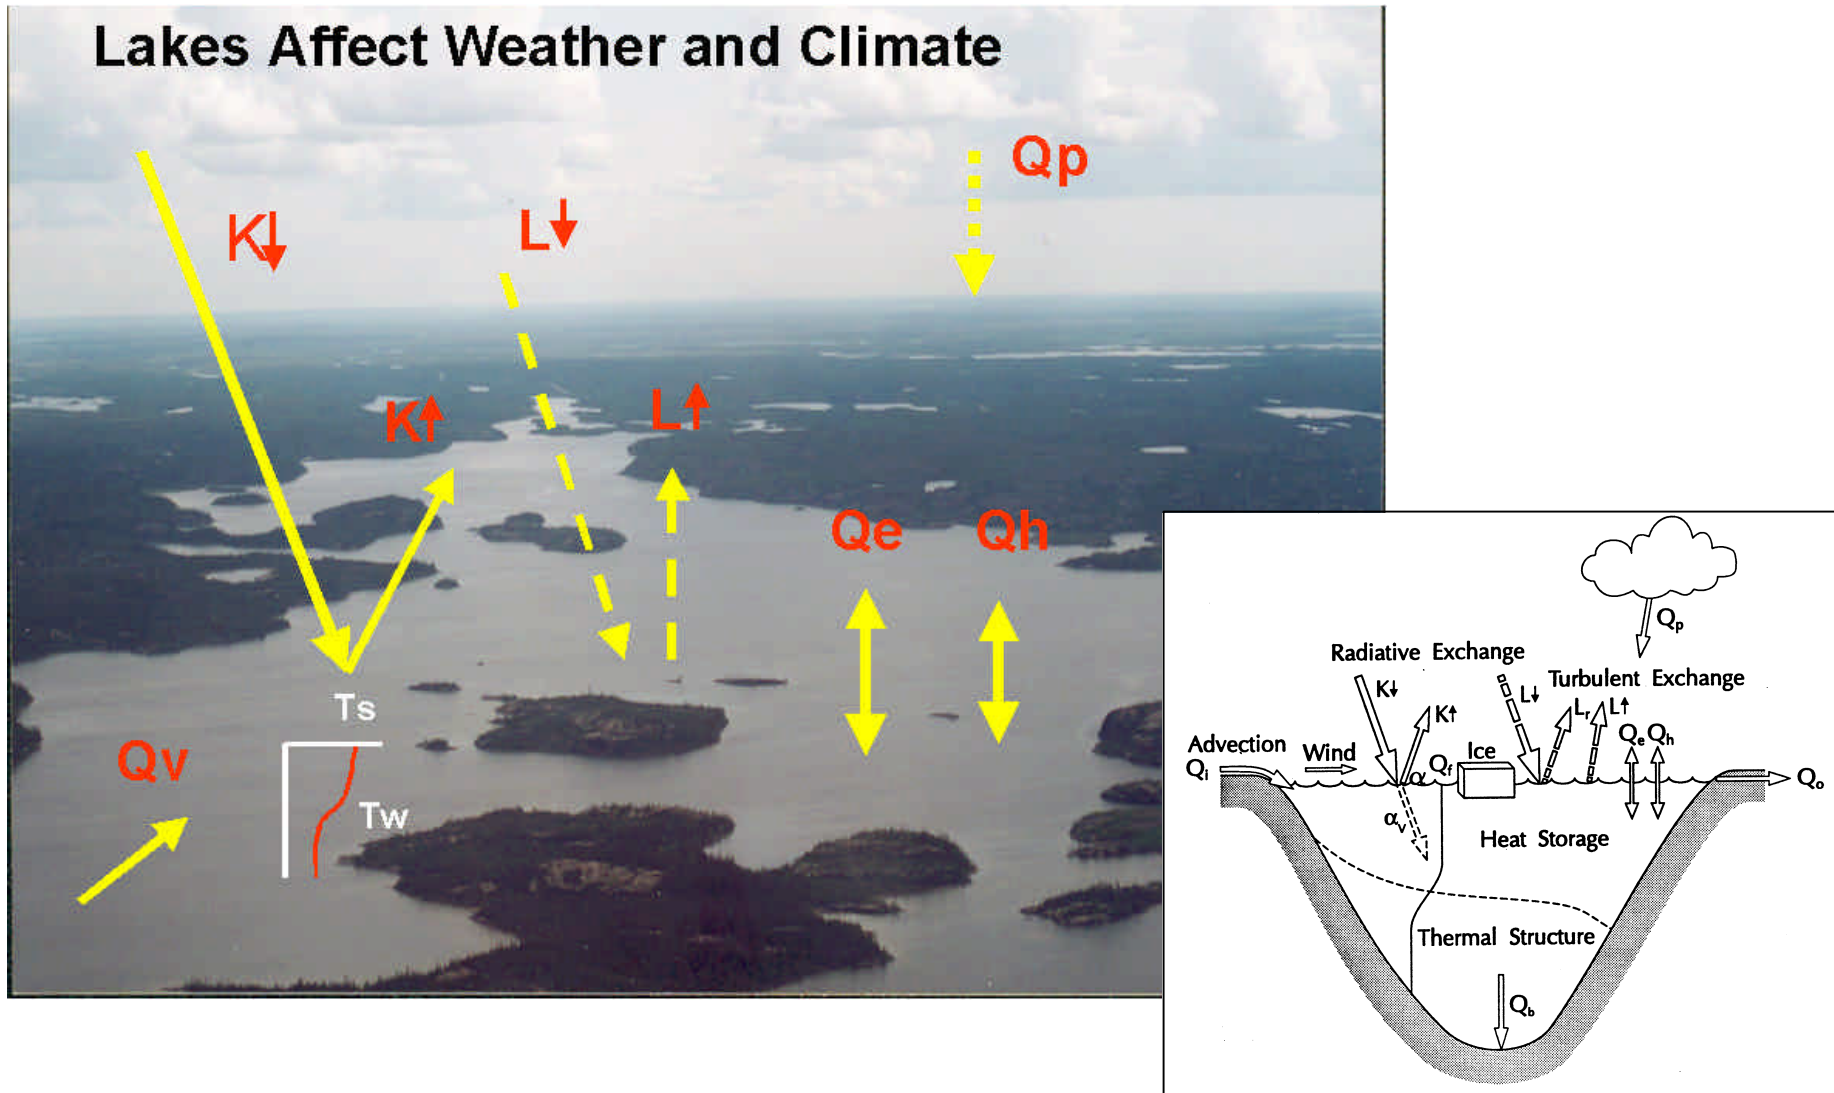 Lakes Affect Weather and Climate
Qp
K↓
L↓
K↑
L↑
Qe
Qh
Ts
Qv
Tw
Qp
Radiative Exchange
Turbulent Exchange
K↓
K↑
L↓
Lr
L↑
Qe Qh
Advection
Wind
Qi
α
Qf
Ice
Qo
αv
Heat Storage
Thermal Structure
Qb